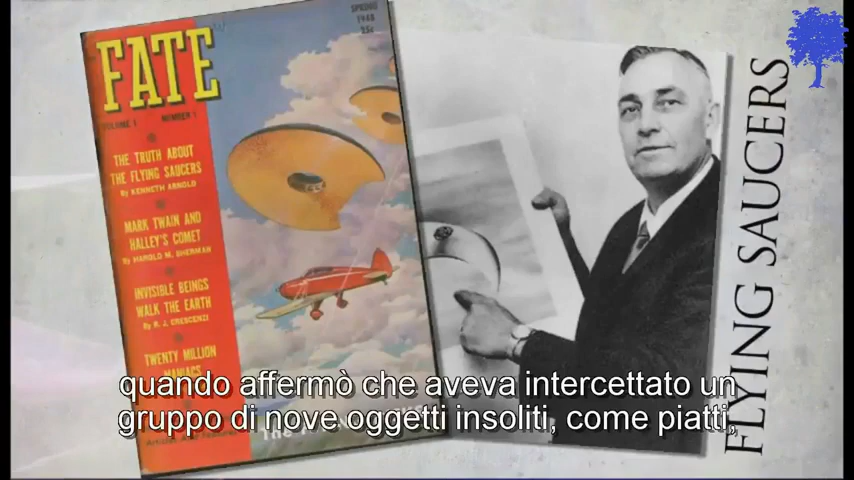 FATE
SPRING
1948
25¢
VOLUME 1 NUMBER 1
THE TRUTH ABOUT
THE FLYING SAUCERS
By KENNETH ARNOLD
MARK TWAIN AND
HALLEY'S COMET
By HAROLD M. SHERMAN
INVISIBLE BEINGS
WALK THE EARTH
By R. J. CRESCENZI
TWENTY MILLION
MANIACS
FLYING SAUCERS
quando affermò che aveva intercettato un
gruppo di nove oggetti insoliti, come piatti,